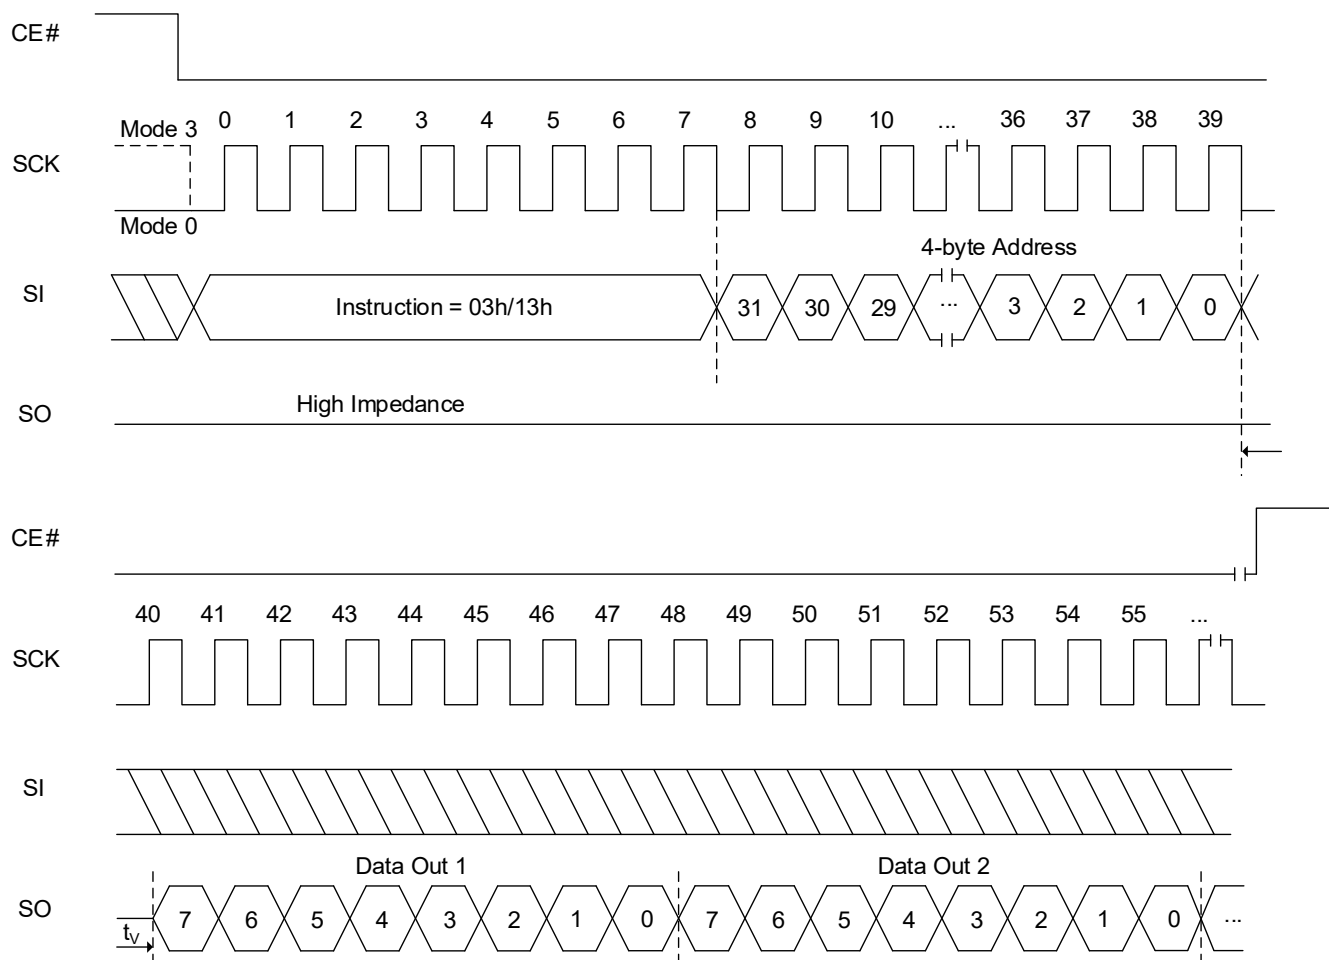 CE#
0 1 2 3 4 5 6 7 8 9 10 ... 36 37 38 39
Mode 3
SCK
Mode 0
4-byte Address
SI
Instruction = 03h/13h 31 30 29 ... 3 2 1 0
High Impedance
SO
CE#
40 41 42 43 44 45 46 47 48 49 50 51 52 53 54 55 ...
SCK
SI
Data Out 1 Data Out 2
SO
7 6 5 4 3 2 1 0 7 6 5 4 3 2 1 0 ...
tV